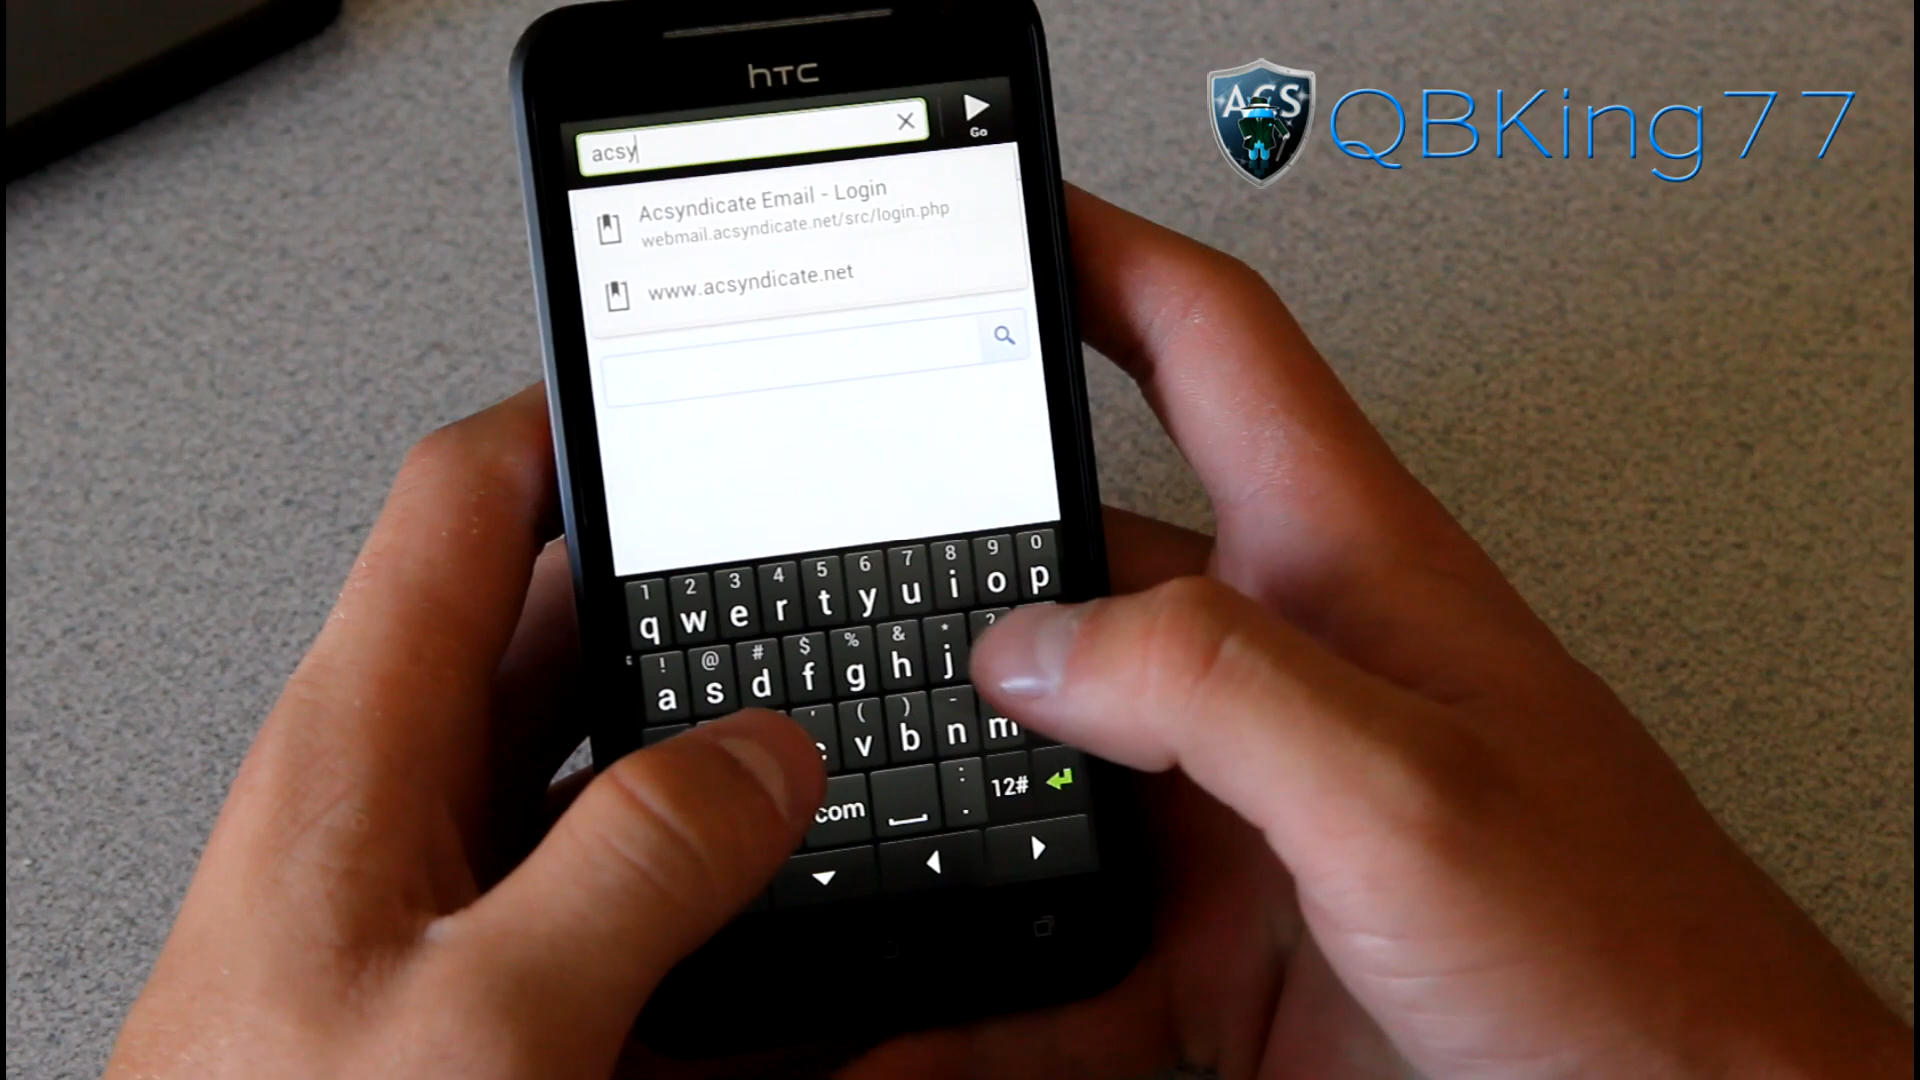 hTC
ACS
QBKing77
acsy
Go
Acsyndicate Email - Login
webmail.acsyndicate.net/src/login.php
www.acsyndicate.net
1 2 3 4 5 6 7 8 9 0
q w e r t y u i o p
! @ # $ % & * ?
a s d f g h j
' ( ) -
c v b n m
com : . 12#